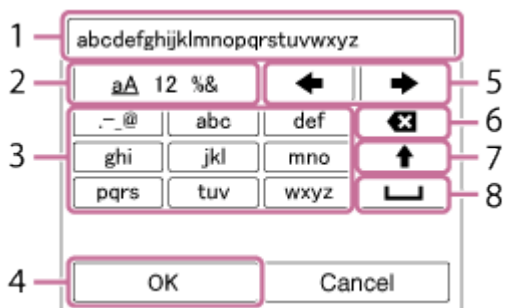 1 abcdefghijklmnopqrstuvwxyz
2 aA 12 %& 5
.-_@ abc def 6
3 ghi jkl mno 7
pqrs tuv wxyz 8
4 OK Cancel